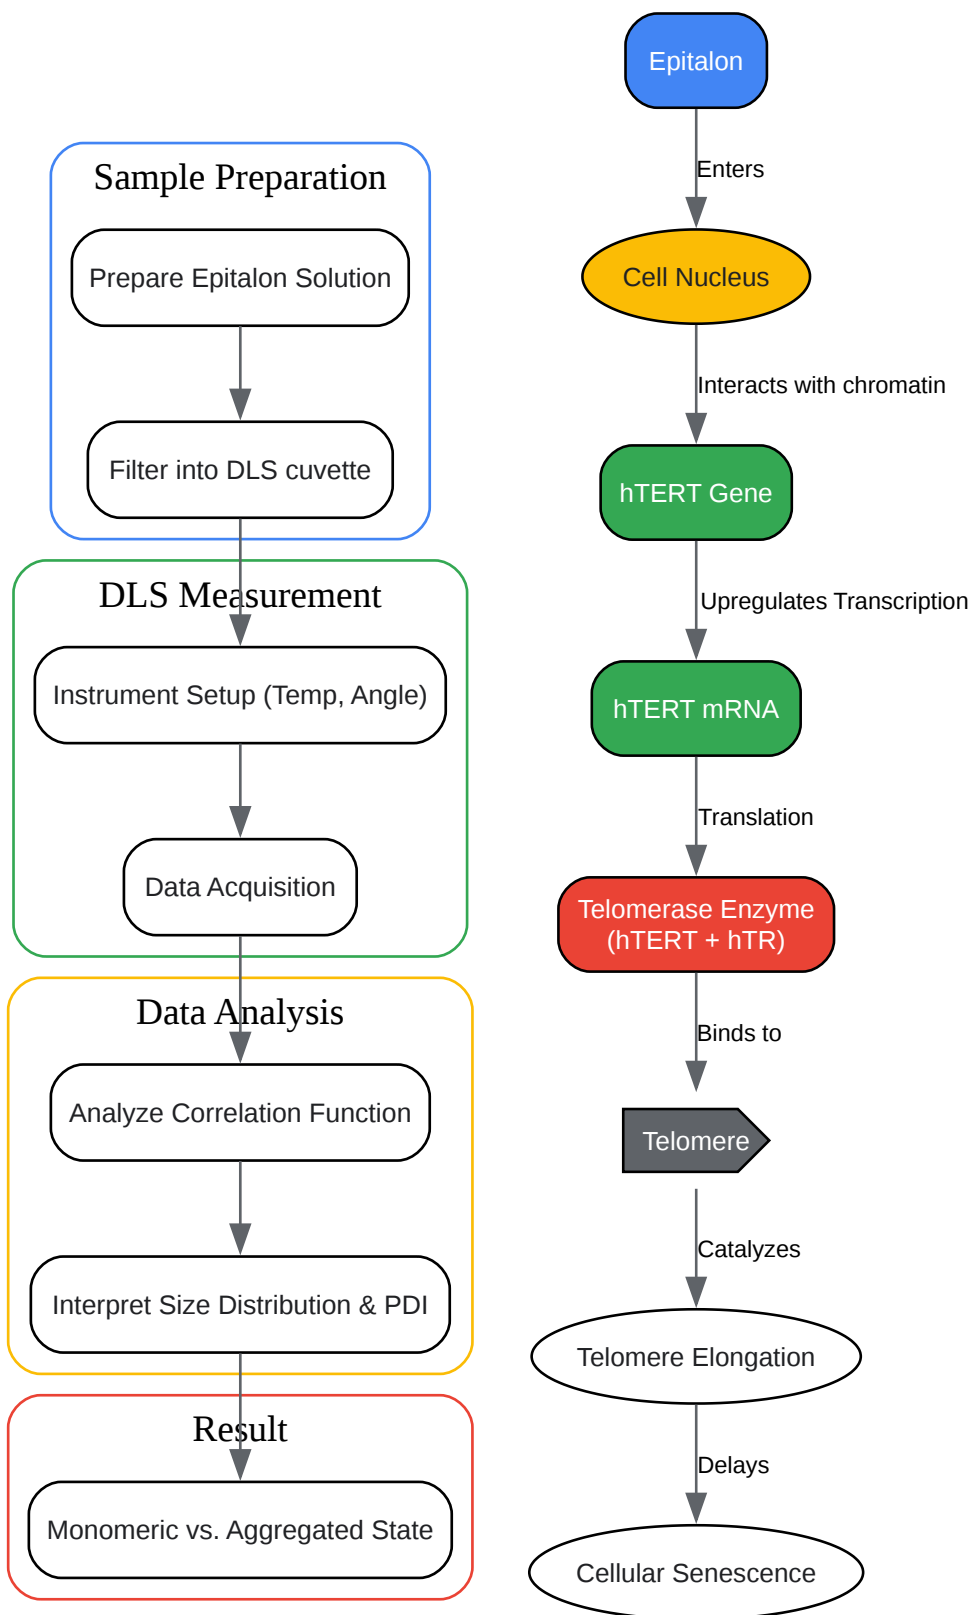 Sample Preparation
Prepare Epitalon Solution
Filter into DLS cuvette
DLS Measurement
Instrument Setup (Temp, Angle)
Data Acquisition
Data Analysis
Analyze Correlation Function
Interpret Size Distribution & PDI
Result
Monomeric vs. Aggregated State
Epitalon
Enters
Cell Nucleus
Interacts with chromatin
hTERT Gene
Upregulates Transcription
hTERT mRNA
Translation
Telomerase Enzyme
(hTERT + hTR)
Binds to
Telomere
Catalyzes
Telomere Elongation
Delays
Cellular Senescence